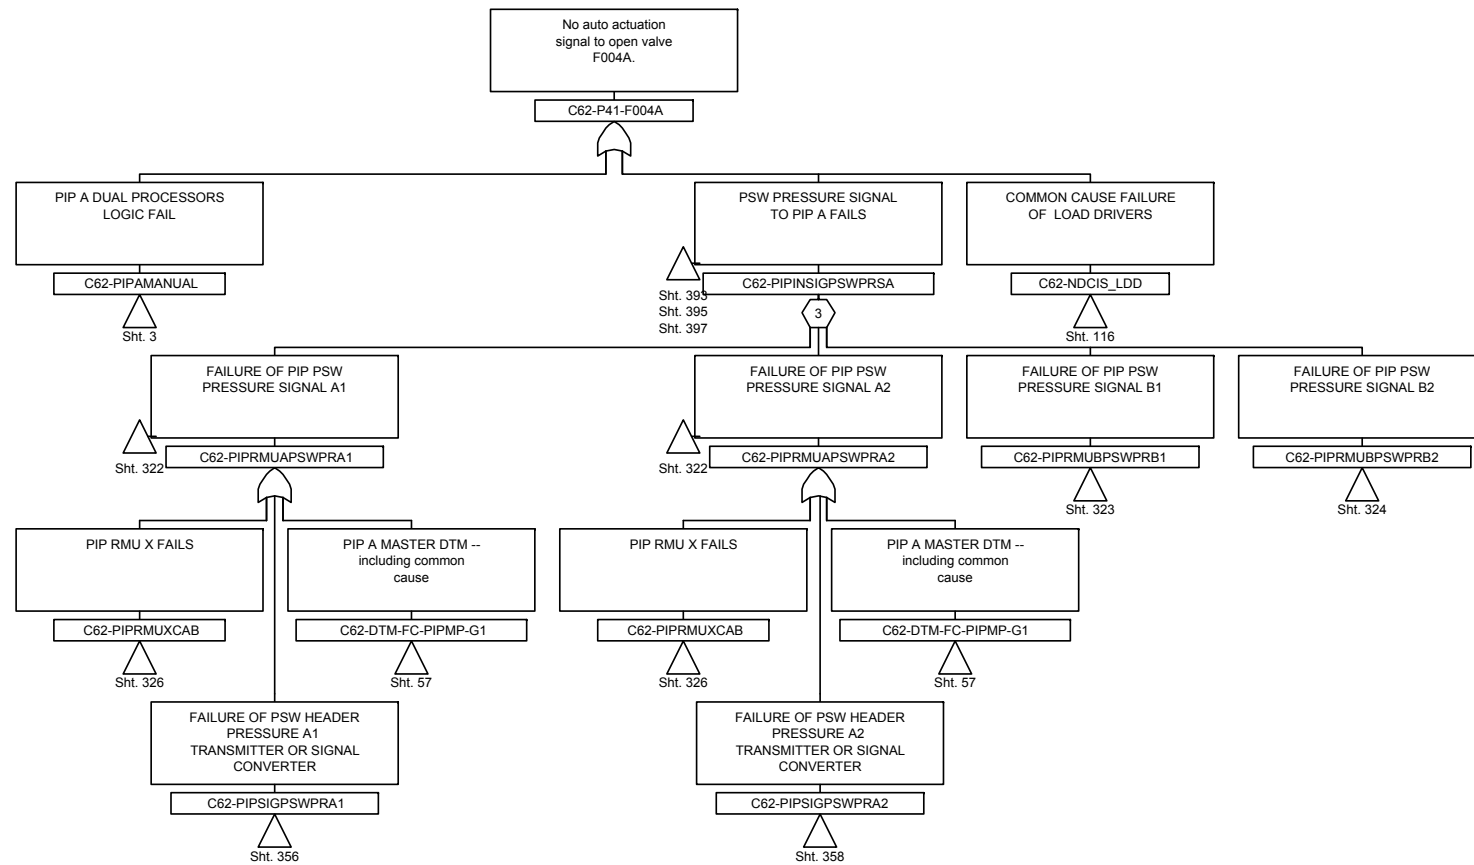 No auto actuation
signal to open valve
F004A.
C62-P41-F004A
PIP A DUAL PROCESSORS
LOGIC FAIL
C62-PIPAMANUAL
Sht. 3
PSW PRESSURE SIGNAL
TO PIP A FAILS
C62-PIPINSIGPSWPRSA
Sht. 393
Sht. 395
Sht. 397
3
COMMON CAUSE FAILURE
OF LOAD DRIVERS
C62-NDCIS_LDD
Sht. 116
FAILURE OF PIP PSW
PRESSURE SIGNAL A1
C62-PIPRMUAPSWPRA1
Sht. 322
FAILURE OF PIP PSW
PRESSURE SIGNAL A2
C62-PIPRMUAPSWPRA2
Sht. 322
FAILURE OF PIP PSW
PRESSURE SIGNAL B1
C62-PIPRMUBPSWPRB1
Sht. 323
FAILURE OF PIP PSW
PRESSURE SIGNAL B2
C62-PIPRMUBPSWPRB2
Sht. 324
PIP RMU X FAILS
C62-PIPRMUXCAB
Sht. 326
PIP A MASTER DTM --
including common
cause
C62-DTM-FC-PIPMP-G1
Sht. 57
PIP RMU X FAILS
C62-PIPRMUXCAB
Sht. 326
PIP A MASTER DTM --
including common
cause
C62-DTM-FC-PIPMP-G1
Sht. 57
FAILURE OF PSW HEADER
PRESSURE A1
TRANSMITTER OR SIGNAL
CONVERTER
C62-PIPSIGPSWPRA1
Sht. 356
FAILURE OF PSW HEADER
PRESSURE A2
TRANSMITTER OR SIGNAL
CONVERTER
C62-PIPSIGPSWPRA2
Sht. 358